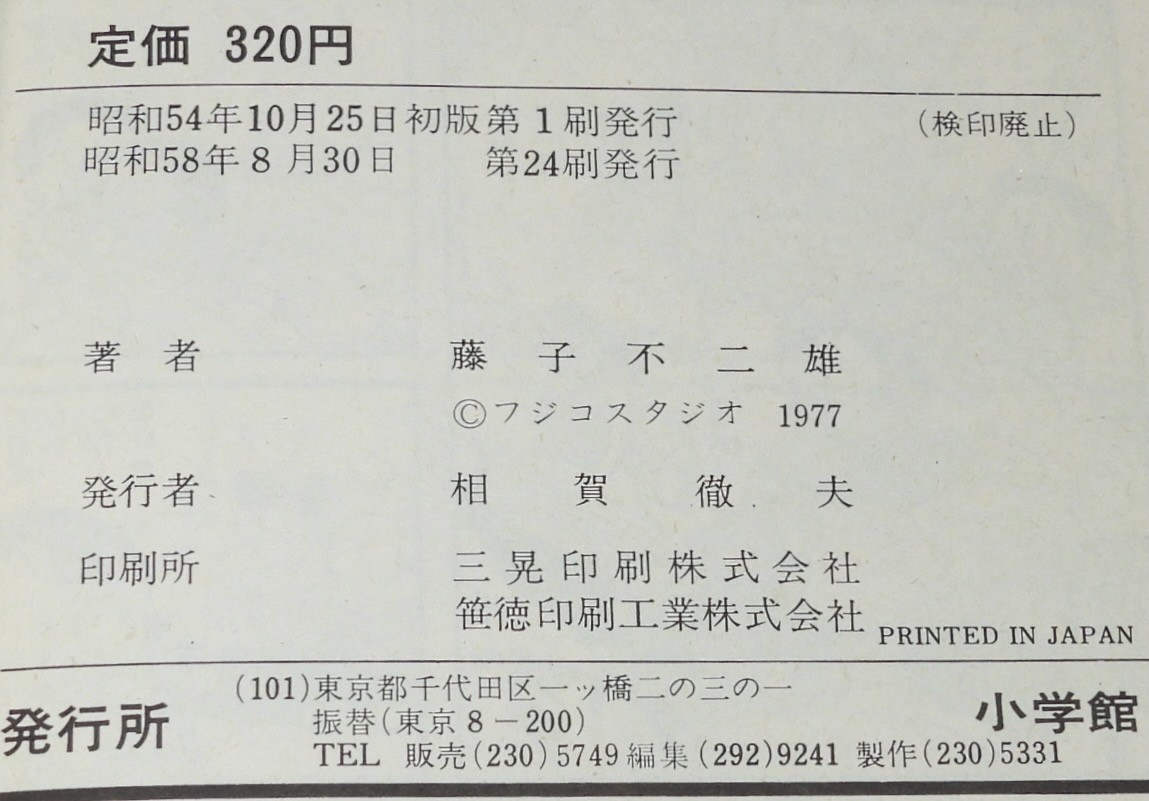 定価 320円
昭和54年10月25日初版第1刷発行 (検印廃止)
昭和58年8月30日 第24刷発行
著者 藤子不二雄
©フジコスタジオ 1977
発行者 相賀徹夫
印刷所 三晃印刷株式会社
笹徳印刷工業株式会社
PRINTED IN JAPAN
発行所 (101)東京都千代田区一ッ橋二の三の一 小学館
振替(東京8-200)
TEL 販売(230)5749 編集(292)9241 製作(230)5331